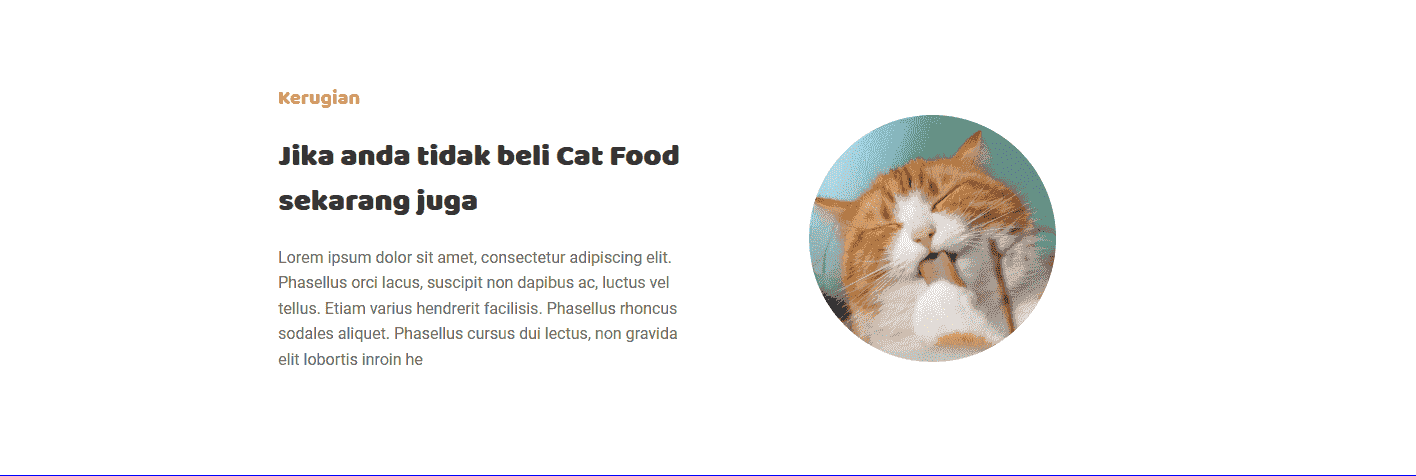 Kerugian
Jika anda tidak beli Cat Food
sekarang juga
Lorem ipsum dolor sit amet, consectetur adipiscing elit.
Phasellus orci lacus, suscipit non dapibus ac, luctus vel
tellus. Etiam varius hendrerit facilisis. Phasellus rhoncus
sodales aliquet. Phasellus cursus dui lectus, non gravida
elit lobortis inroin he